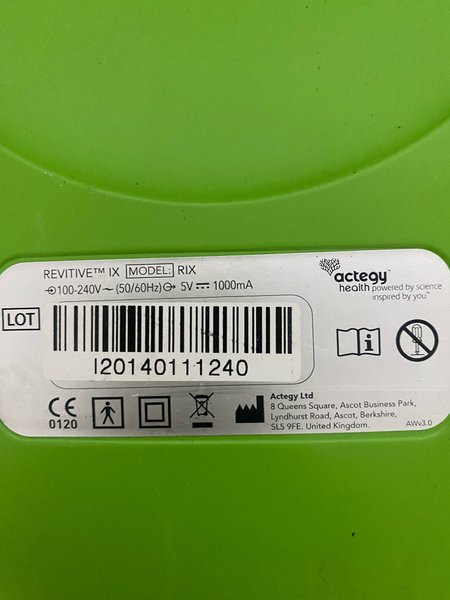 REVITIVE™ IX MODEL: RIX
100-240V ~ (50/60Hz) 5V ⎓ 1000mA
actegy
health powered by science
inspired by you™
LOT
I20140111240
CE
0120
Actegy Ltd
8 Queens Square, Ascot Business Park,
Lyndhurst Road, Ascot, Berkshire,
SL5 9FE. United Kingdom.
AWv3.0